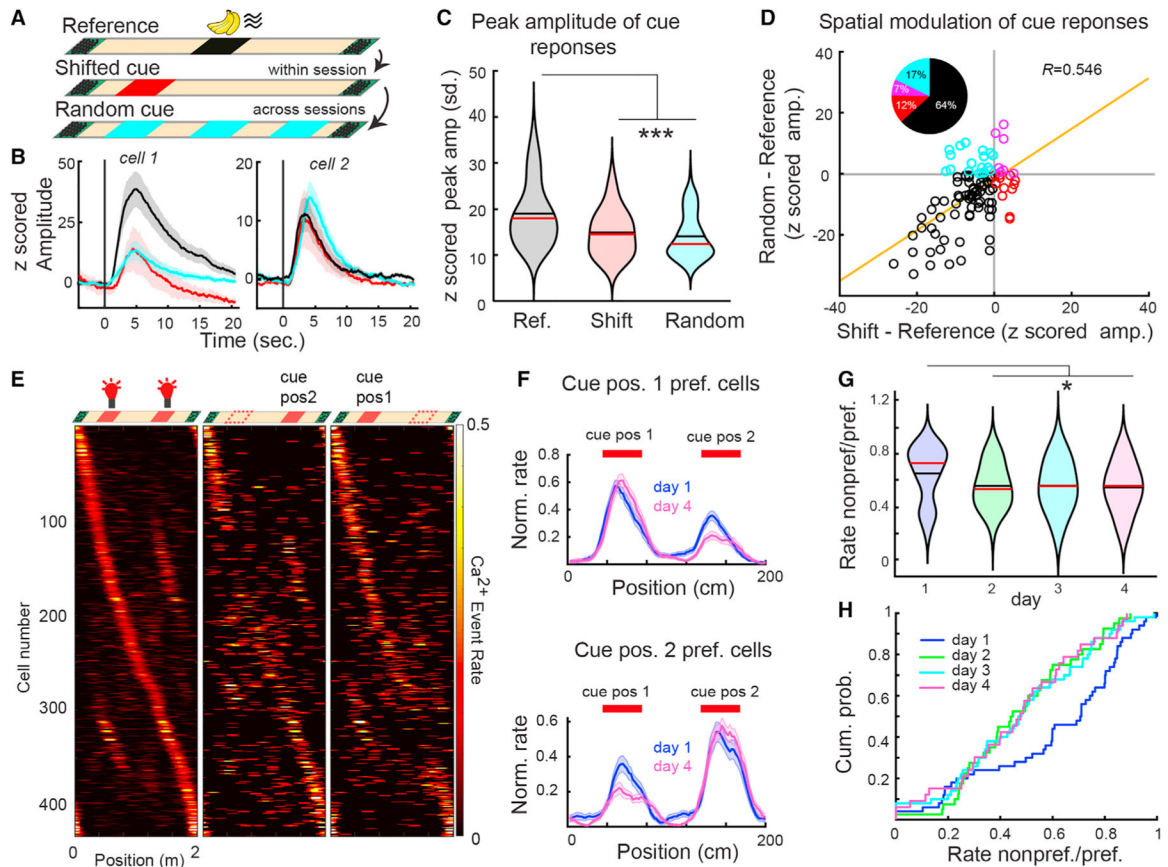 A
Reference
Shifted cue
within session
Random cue
across sessions
B
cell 1
cell 2
z scored
Amplitude
50
25
0
20
10
0
0 5 10 15 20
0 5 10 15 20
Time (sec.)
C
Peak amplitude of cue
reponses
z scored peak amp (sd.)
50
40
30
20
10
0
***
Ref. Shift Random
D
Spatial modulation of cue reponses
Random - Reference
(z scored amp.)
40
20
0
-20
17%
7%
12%
64%
R=0.546
-40 -20 0 20 40
Shift - Reference (z scored amp.)
E
cue
pos2
cue
pos1
Cell number
100
200
300
400
0 2
Position (m)
0.5
0
Ca2+ Event Rate
F
Cue pos. 1 pref. cells
cue pos 1 cue pos 2
Norm. rate
0.8
0.6
0.4
0.2
day 1
day 4
0 200
Position (cm)
Cue pos. 2 pref. cells
cue pos 1 cue pos 2
Norm. rate
0.6
0.4
0.2
day 1
day 4
0 200
Position (cm)
G
Rate nonpref/pref.
1.2
0.8
0.4
0
*
1 2 3 4
day
H
Cum. prob.
1
0.8
0.6
0.4
0.2
day 1
day 2
day 3
day 4
0 0.2 0.4 0.6 0.8 1
Rate nonpref./pref.